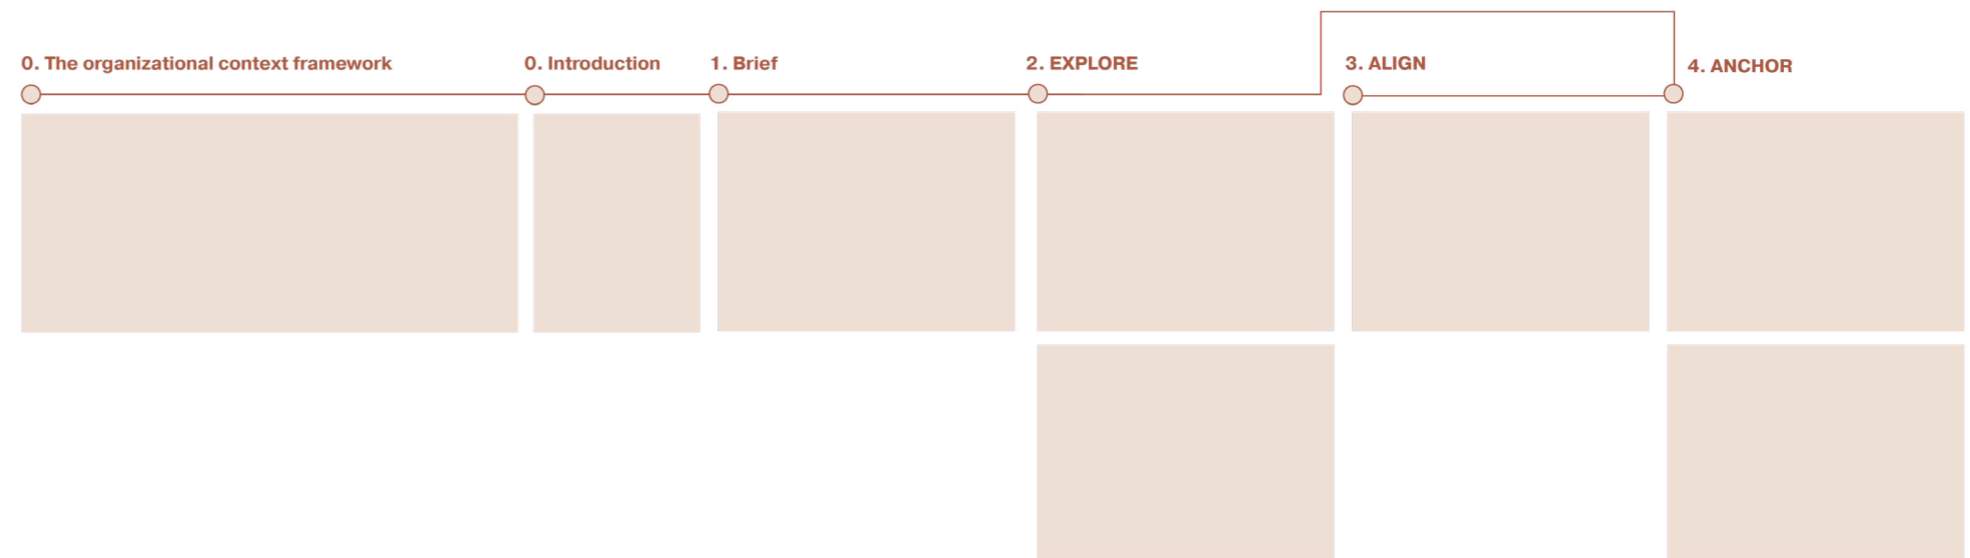 0. The organizational context framework
0. Introduction
1. Brief
2. EXPLORE
3. ALIGN
4. ANCHOR